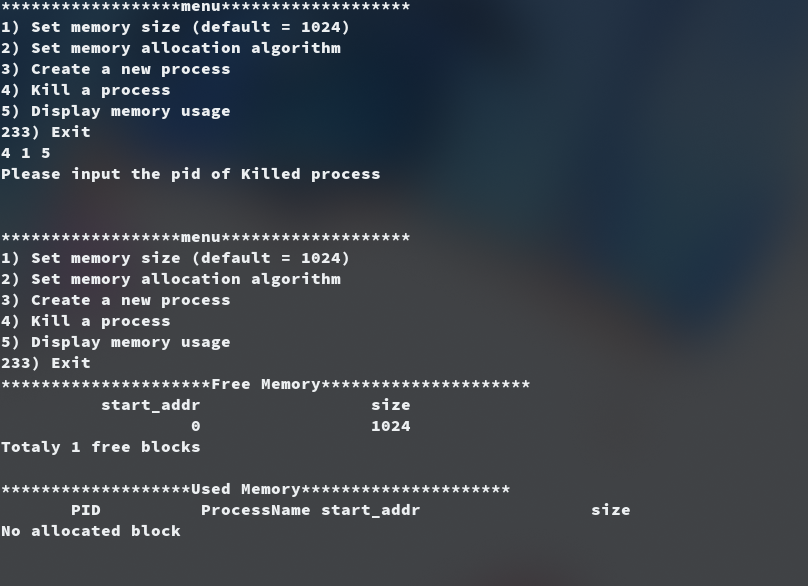 ******************menu*******************
1) Set memory size (default = 1024)
2) Set memory allocation algorithm
3) Create a new process
4) Kill a process
5) Display memory usage
233) Exit
4 1 5
Please input the pid of Killed process
******************menu*******************
1) Set memory size (default = 1024)
2) Set memory allocation algorithm
3) Create a new process
4) Kill a process
5) Display memory usage
233) Exit
*********************Free Memory*********************
start_addr size
0 1024
Totaly 1 free blocks
*******************Used Memory*********************
PID ProcessName start_addr size
No allocated block